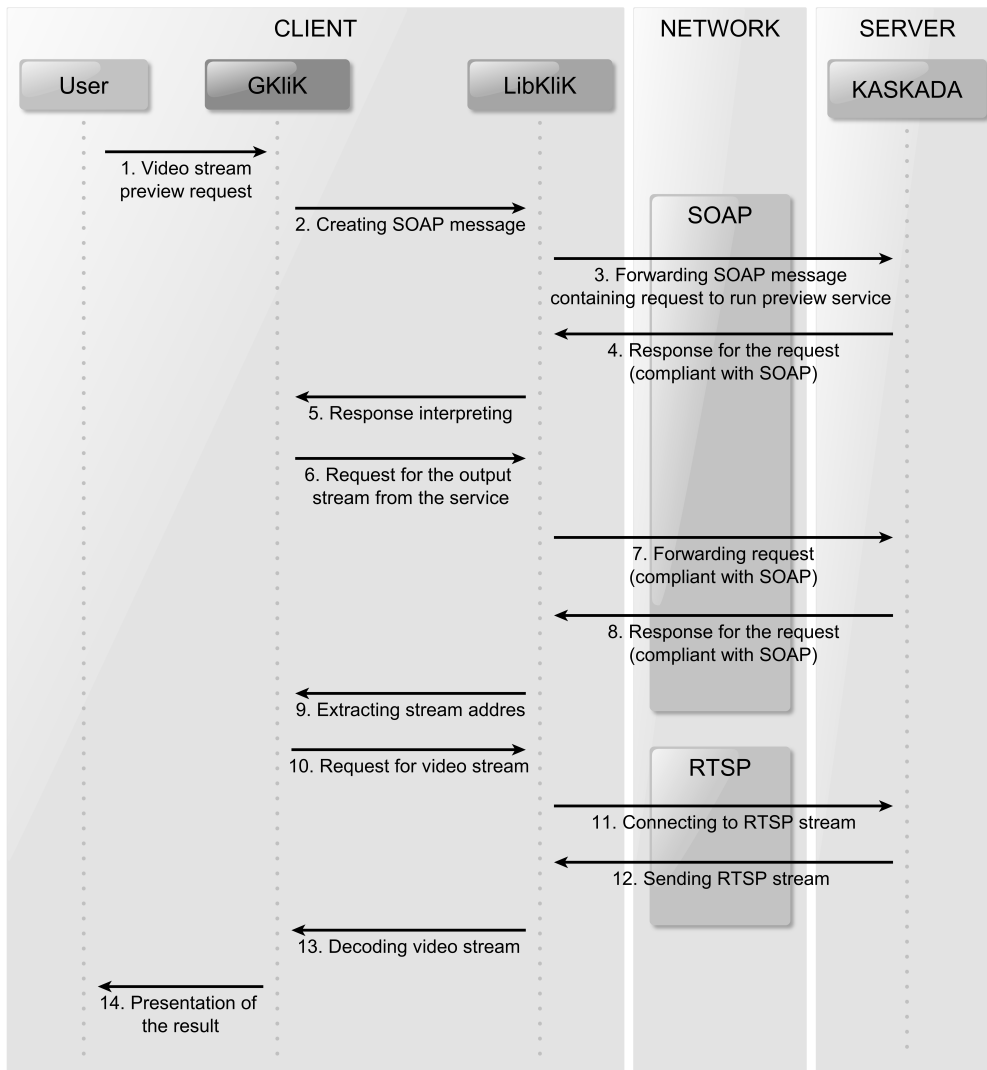 CLIENT
NETWORK
SERVER
User
GKliK
LibKliK
KASKADA
1. Video stream
preview request
2. Creating SOAP message
SOAP
3. Forwarding SOAP message
containing request to run preview service
4. Response for the request
(compliant with SOAP)
5. Response interpreting
6. Request for the output
stream from the service
7. Forwarding request
(compliant with SOAP)
8. Response for the request
(compliant with SOAP)
9. Extracting stream addres
10. Request for video stream
RTSP
11. Connecting to RTSP stream
12. Sending RTSP stream
13. Decoding video stream
14. Presentation of
the result